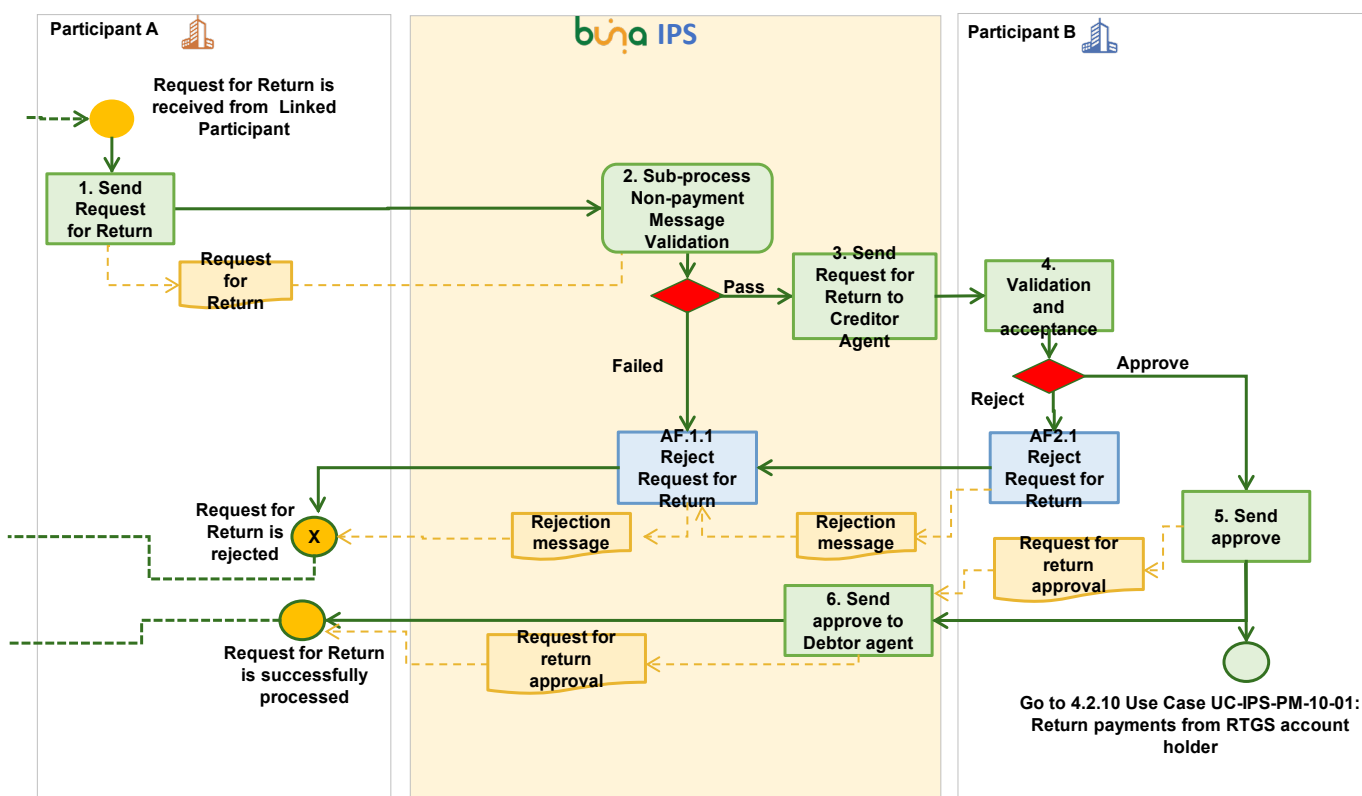 Participant A
buna IPS
Participant B
Request for Return is
received from Linked
Participant
1. Send
Request
for Return
2. Sub-process
Non-payment
Message
Validation
Request
for
Return
Pass
3. Send
Request for
Return to
Creditor
Agent
4.
Validation
and
acceptance
Failed
Approve
Reject
AF.1.1
Reject
Request for
Return
AF2.1
Reject
Request for
Return
Request for
Return is
rejected
X
Rejection
message
Rejection
message
5. Send
approve
Request for
return
approval
6. Send
approve to
Debtor agent
Request for Return
is successfully
processed
Request for
return
approval
Go to 4.2.10 Use Case UC-IPS-PM-10-01:
Return payments from RTGS account
holder